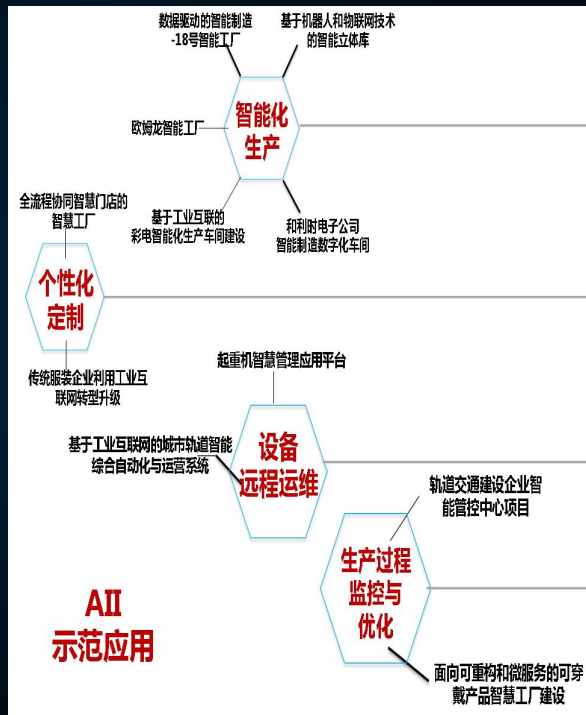 数据驱动的智能制造
-18号智能工厂
基于机器人和物联网技术
的智能立体库
智能化
生产
欧姆龙智能工厂
基于工业互联的
彩电智能化生产车间建设
和利时电子公司
智能制造数字化车间
全流程协同智慧门店的
智慧工厂
个性化
定制
传统服装企业利用工业互
联网转型升级
起重机智慧管理应用平台
设备
远程运维
基于工业互联网的城市轨道智能
综合自动化与运营系统
轨道交通建设企业智
能管控中心项目
生产过程
监控与
优化
面向可重构和微服务的可穿
戴产品智慧工厂建设
AII
示范应用